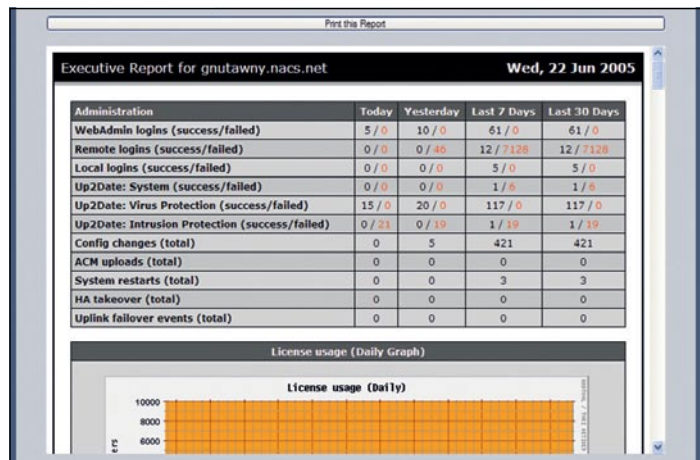 Print this Report
Executive Report for gnutawny.nacs.net Wed, 22 Jun 2005
Administration Today Yesterday Last 7 Days Last 30 Days
WebAdmin logins (success/failed) 5 / 0 10 / 0 61 / 0 61 / 0
Remote logins (success/failed) 0 / 0 0 / 46 12 / 7128 12 / 7128
Local logins (success/failed) 0 / 0 0 / 0 5 / 0 5 / 0
Up2Date: System (success/failed) 0 / 0 0 / 0 1 / 6 1 / 6
Up2Date: Virus Protection (success/failed) 15 / 0 20 / 0 117 / 0 117 / 0
Up2Date: Intrusion Protection (success/failed) 0 / 21 0 / 19 1 / 19 1 / 19
Config changes (total) 0 5 421 421
ACM uploads (total) 0 0 0 0
System restarts (total) 0 0 3 3
HA takeover (total) 0 0 0 0
Uplink failover events (total) 0 0 0 0
License usage (Daily Graph)
License usage (Daily)
10000
8000
6000
ers